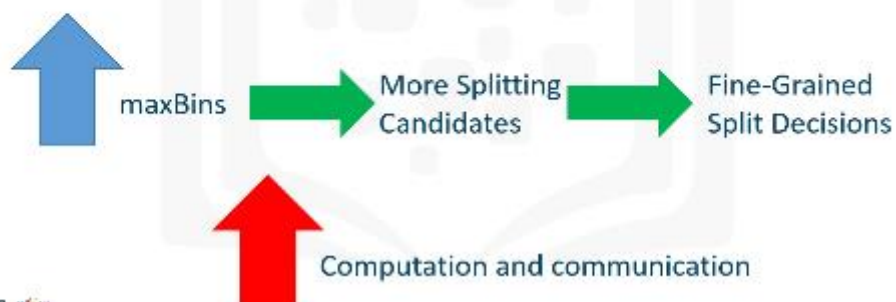 maxBins
More Splitting
Candidates
Fine-Grained
Split Decisions
Computation and communication